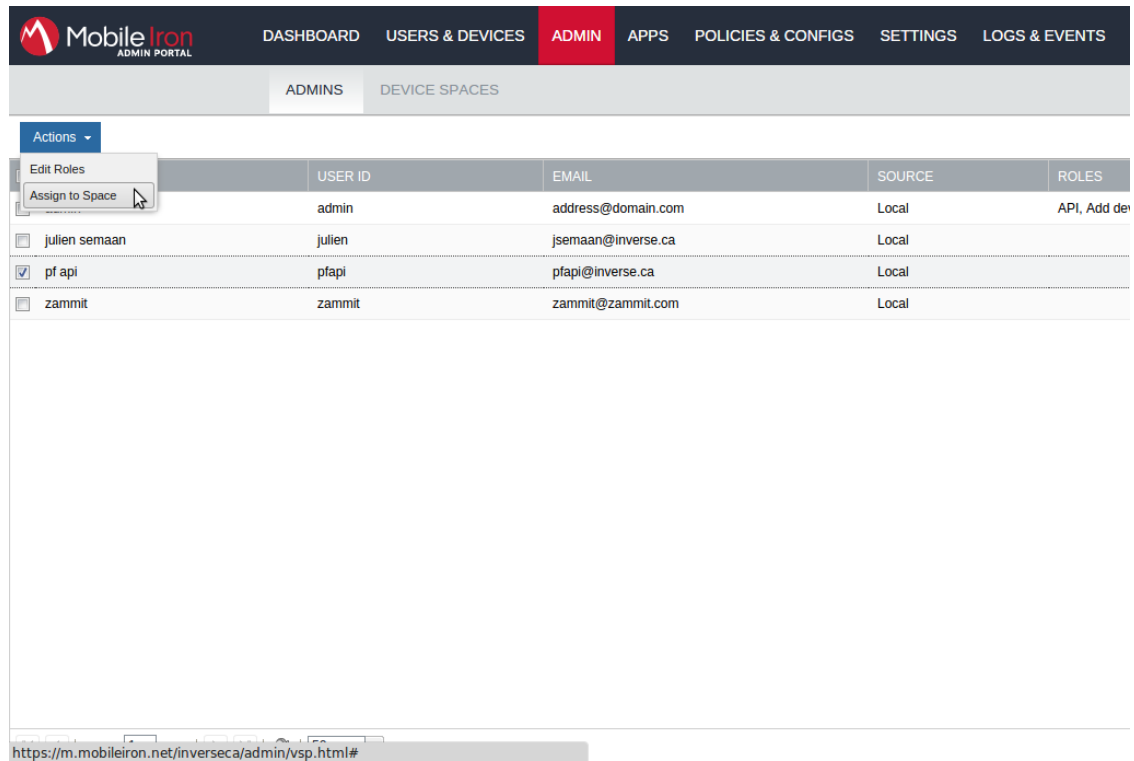 MobileIron
ADMIN PORTAL
DASHBOARD USERS & DEVICES ADMIN APPS POLICIES & CONFIGS SETTINGS LOGS & EVENTS
ADMINS DEVICE SPACES
Actions
Edit Roles
Assign to Space
USER ID EMAIL SOURCE ROLES
admin address@domain.com Local API, Add dev
julien semaan julien jsemaan@inverse.ca Local
pf api pfapi pfapi@inverse.ca Local
zammit zammit zammit@zammit.com Local
https://m.mobileiron.net/inverseca/admin/vsp.html#